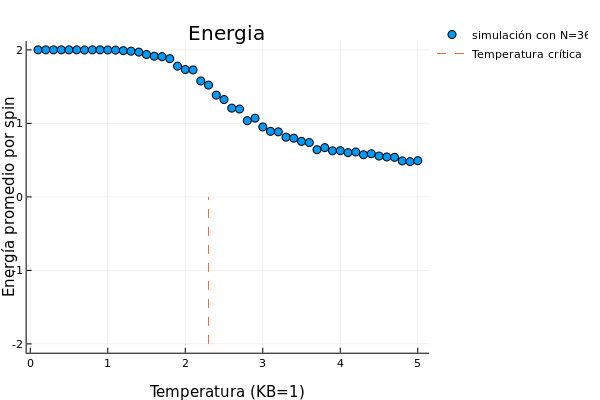 Energia
simulación con N=36
Temperatura crítica
Energía promedio por spin
2
1
0
-1
-2
0
1
2
3
4
5
Temperatura (KB=1)